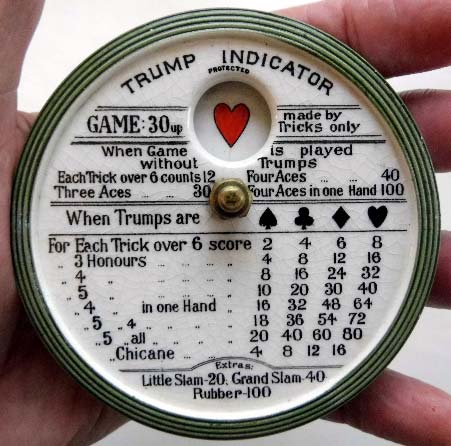 TRUMP INDICATOR
PROTECTED
GAME: 30 up made by Tricks only
When Game is played
without Trumps
Each Trick over 6 counts 12 Four Aces ... ... 40
Three Aces ... 30 Four Aces in one Hand 100
When Trumps are ♠ ♣ ♦ ♥
For Each Trick over 6 score 2 4 6 8
" 3 Honours ... ... " 4 8 12 16
" 4 " ... ... " 8 16 24 32
" 5 " ... ... " 10 20 30 40
" 4 " in one Hand " 16 32 48 64
" 5 " 4 " " " " 18 36 54 72
" 5 " all " " " " 20 40 60 80
" Chicane ... ... " 4 8 12 16
Extras:
Little Slam-20, Grand Slam-40
Rubber-100